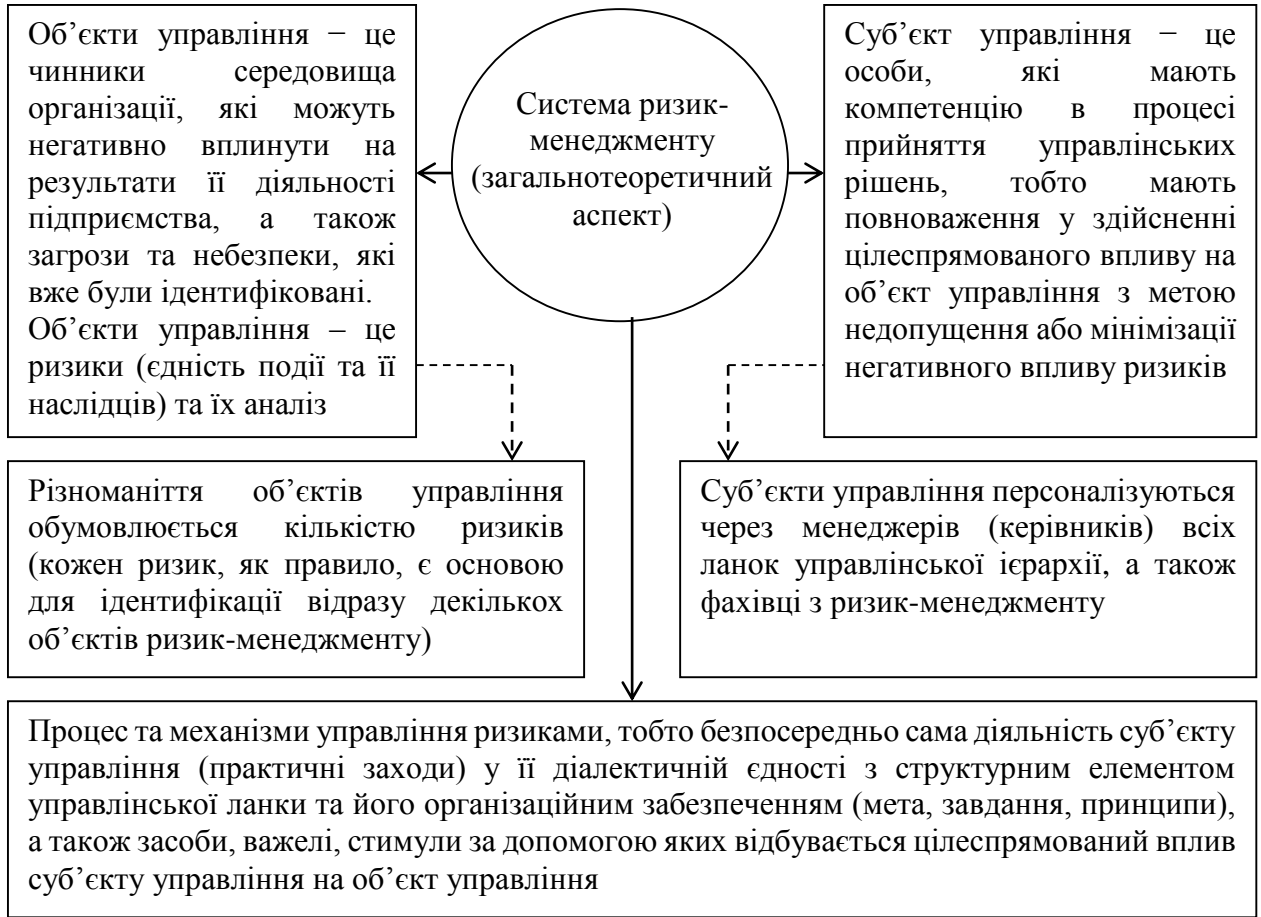 Об’єкти управління − це
чинники середовища
організації, які можуть
негативно вплинути на
результати її діяльності
підприємства, а також
загрози та небезпеки, які
вже були ідентифіковані.
Об’єкти управління – це
ризики (єдність події та її
наслідців) та їх аналіз
Система ризик-
менеджменту
(загальнотеоретичний
аспект)
Суб’єкт управління − це
особи, які мають
компетенцію в процесі
прийняття управлінських
рішень, тобто мають
повноваження у здійсненні
цілеспрямованого впливу на
об’єкт управління з метою
недопущення або мінімізації
негативного впливу ризиків
Різноманіття об’єктів управління
обумовлюється кількістю ризиків
(кожен ризик, як правило, є основою
для ідентифікації відразу декількох
об’єктів ризик-менеджменту)
Суб’єкти управління персоналізуються
через менеджерів (керівників) всіх
ланок управлінської ієрархії, а також
фахівці з ризик-менеджменту
Процес та механізми управління ризиками, тобто безпосередньо сама діяльність суб’єкту
управління (практичні заходи) у її діалектичній єдності з структурним елементом
управлінської ланки та його організаційним забезпеченням (мета, завдання, принципи),
а також засоби, важелі, стимули за допомогою яких відбувається цілеспрямований вплив
суб’єкту управління на об’єкт управління